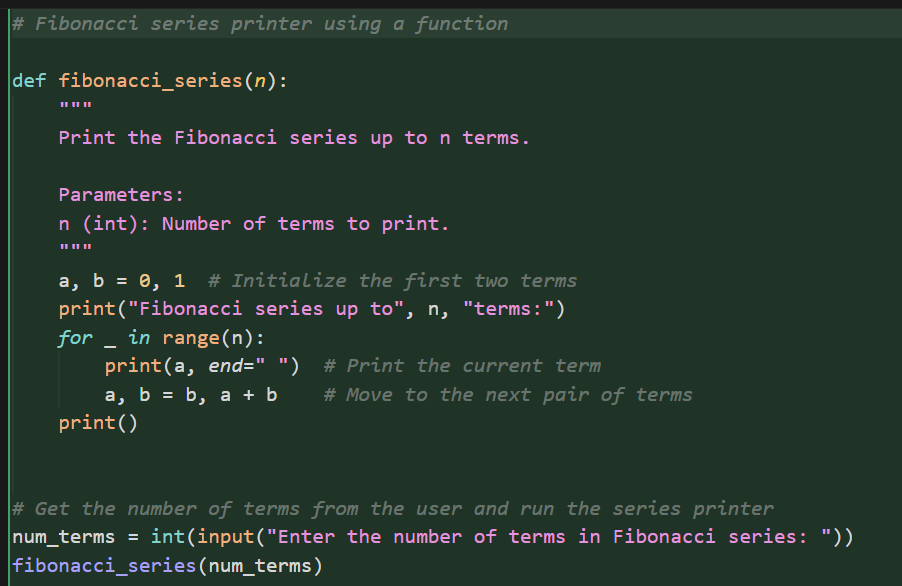 # Fibonacci series printer using a function
def fibonacci_series(n):
    """
    Print the Fibonacci series up to n terms.

    Parameters:
    n (int): Number of terms to print.
    """
    a, b = 0, 1  # Initialize the first two terms
    print("Fibonacci series up to", n, "terms:")
    for _ in range(n):
        print(a, end=" ")  # Print the current term
        a, b = b, a + b    # Move to the next pair of terms
    print()


# Get the number of terms from the user and run the series printer
num_terms = int(input("Enter the number of terms in Fibonacci series: "))
fibonacci_series(num_terms)